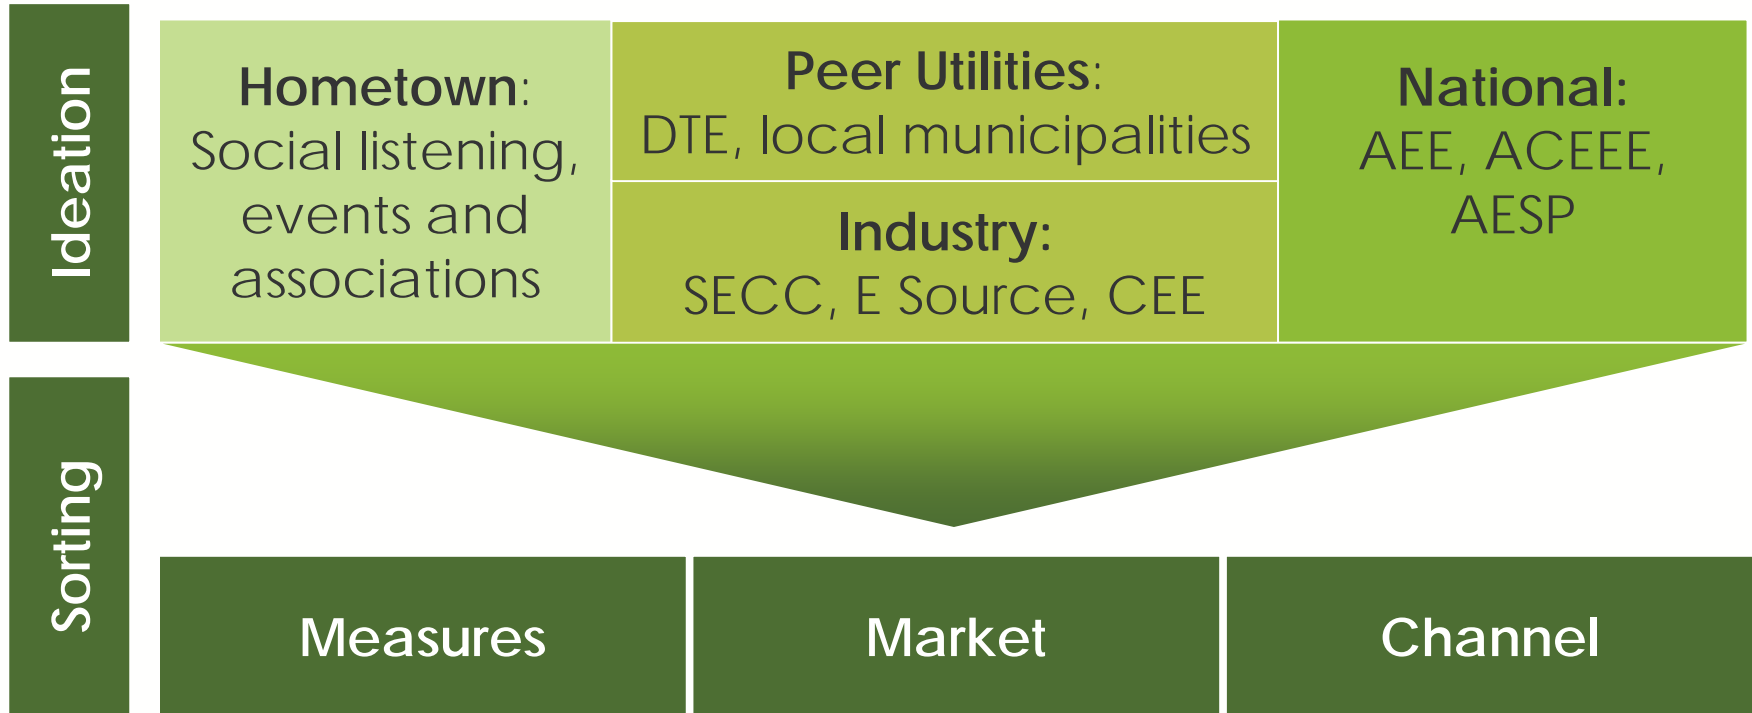 Ideation
Hometown:
Social listening,
events and
associations
Peer Utilities:
DTE, local municipalities
Industry:
SECC, E Source, CEE
National:
AEE, ACEEE,
AESP
Sorting
Measures
Market
Channel